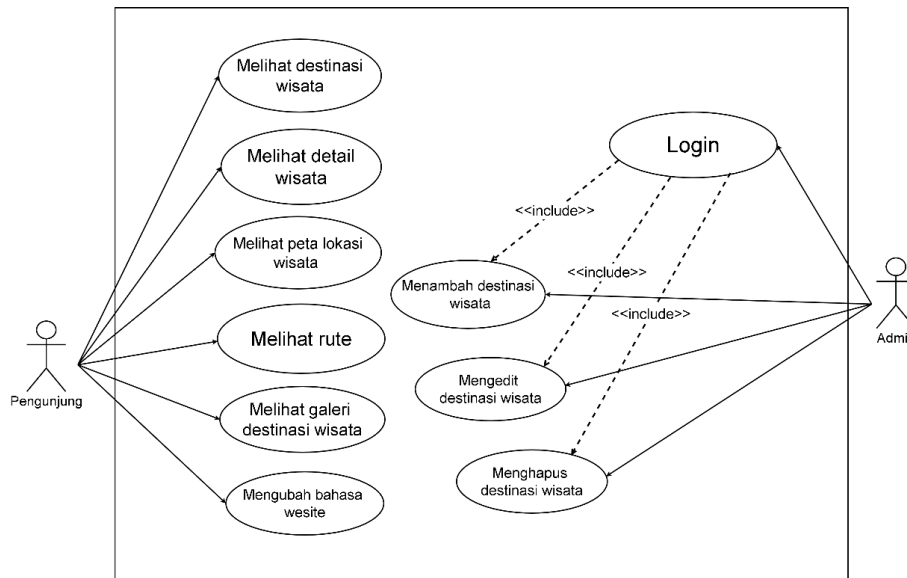 Melihat destinasi
wisata
Melihat detail
wisata
Melihat peta lokasi
wisata
Melihat rute
Melihat galeri
destinasi wisata
Mengubah bahasa
wesite
Pengunjung
Login
<<include>>
<<include>>
<<include>>
Menambah destinasi
wisata
Mengedit
destinasi wisata
Menghapus
destinasi wisata
Admi